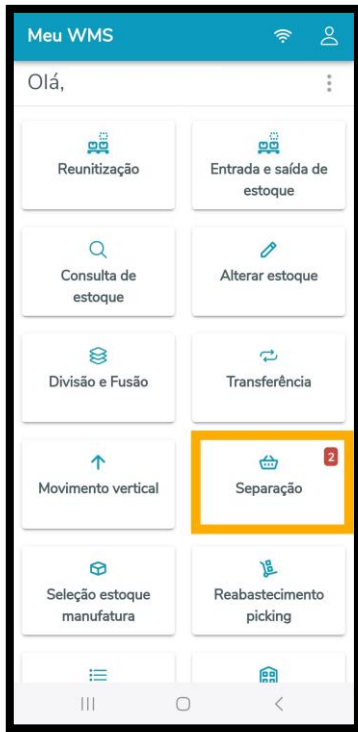 Meu WMS
Olá,
Reunitização
Entrada e saída de
estoque
Consulta de
estoque
Alterar estoque
Divisão e Fusão
Transferência
Movimento vertical
2
Separação
Seleção estoque
manufatura
Reabastecimento
picking